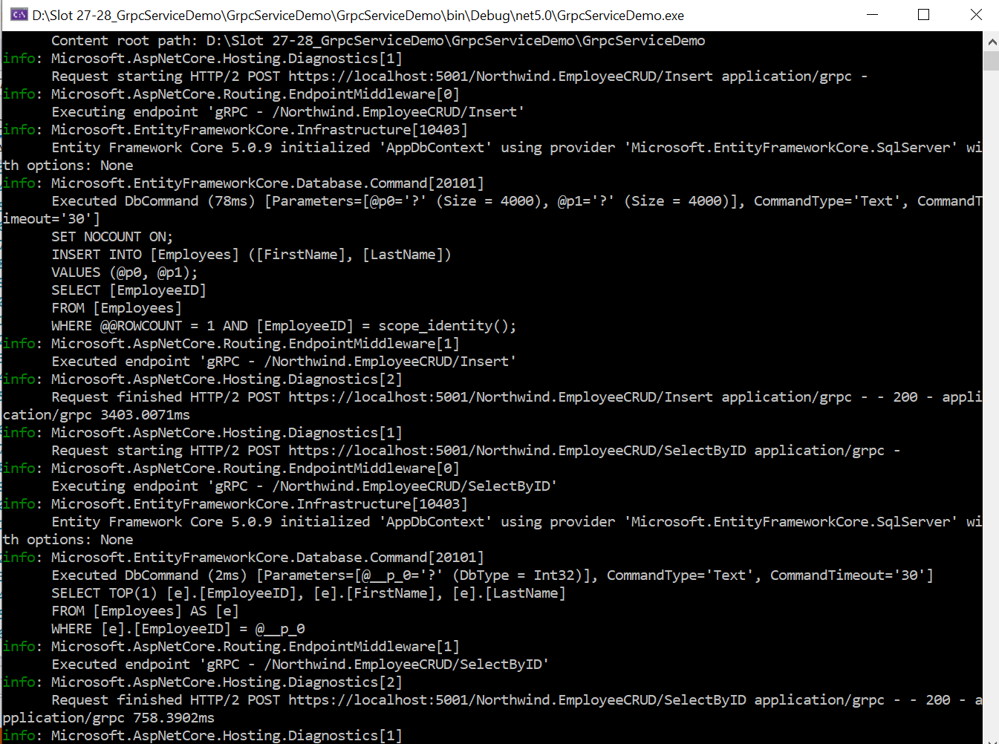 D:\Slot 27-28_GrpcServiceDemo\GrpcServiceDemo\GrpcServiceDemo\bin\Debug\net5.0\GrpcServiceDemo.exe
Content root path: D:\Slot 27-28_GrpcServiceDemo\GrpcServiceDemo\GrpcServiceDemo
info: Microsoft.AspNetCore.Hosting.Diagnostics[1]
Request starting HTTP/2 POST https://localhost:5001/Northwind.EmployeeCRUD/Insert application/grpc -
info: Microsoft.AspNetCore.Routing.EndpointMiddleware[0]
Executing endpoint 'gRPC - /Northwind.EmployeeCRUD/Insert'
info: Microsoft.EntityFrameworkCore.Infrastructure[10403]
Entity Framework Core 5.0.9 initialized 'AppDbContext' using provider 'Microsoft.EntityFrameworkCore.SqlServer' wi
th options: None
info: Microsoft.EntityFrameworkCore.Database.Command[20101]
Executed DbCommand (78ms) [Parameters=[@p0='?' (Size = 4000), @p1='?' (Size = 4000)], CommandType='Text', CommandT
imeout='30']
SET NOCOUNT ON;
INSERT INTO [Employees] ([FirstName], [LastName])
VALUES (@p0, @p1);
SELECT [EmployeeID]
FROM [Employees]
WHERE @@ROWCOUNT = 1 AND [EmployeeID] = scope_identity();
info: Microsoft.AspNetCore.Routing.EndpointMiddleware[1]
Executed endpoint 'gRPC - /Northwind.EmployeeCRUD/Insert'
info: Microsoft.AspNetCore.Hosting.Diagnostics[2]
Request finished HTTP/2 POST https://localhost:5001/Northwind.EmployeeCRUD/Insert application/grpc - - 200 - appli
cation/grpc 3403.0071ms
info: Microsoft.AspNetCore.Hosting.Diagnostics[1]
Request starting HTTP/2 POST https://localhost:5001/Northwind.EmployeeCRUD/SelectByID application/grpc -
info: Microsoft.AspNetCore.Routing.EndpointMiddleware[0]
Executing endpoint 'gRPC - /Northwind.EmployeeCRUD/SelectByID'
info: Microsoft.EntityFrameworkCore.Infrastructure[10403]
Entity Framework Core 5.0.9 initialized 'AppDbContext' using provider 'Microsoft.EntityFrameworkCore.SqlServer' wi
th options: None
info: Microsoft.EntityFrameworkCore.Database.Command[20101]
Executed DbCommand (2ms) [Parameters=[@__p_0='?' (DbType = Int32)], CommandType='Text', CommandTimeout='30']
SELECT TOP(1) [e].[EmployeeID], [e].[FirstName], [e].[LastName]
FROM [Employees] AS [e]
WHERE [e].[EmployeeID] = @__p_0
info: Microsoft.AspNetCore.Routing.EndpointMiddleware[1]
Executed endpoint 'gRPC - /Northwind.EmployeeCRUD/SelectByID'
info: Microsoft.AspNetCore.Hosting.Diagnostics[2]
Request finished HTTP/2 POST https://localhost:5001/Northwind.EmployeeCRUD/SelectByID application/grpc - - 200 - a
pplication/grpc 758.3902ms
info: Microsoft.AspNetCore.Hosting.Diagnostics[1]